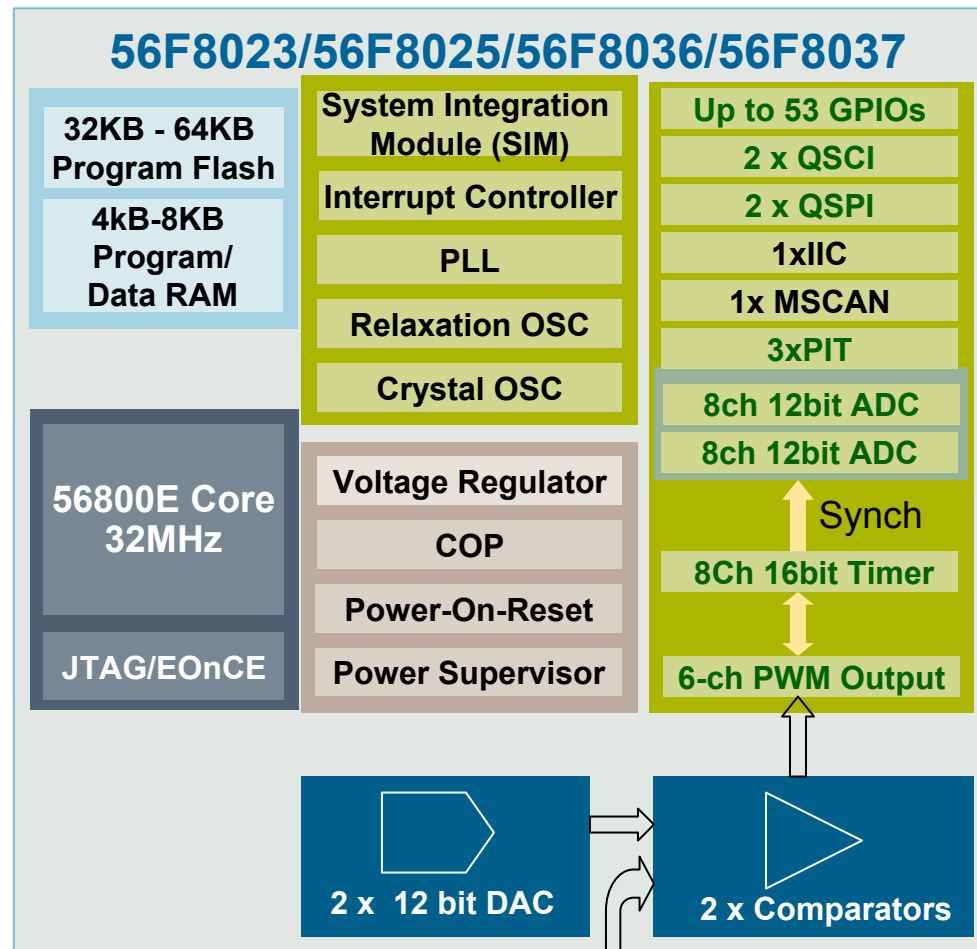 56F8023/56F8025/56F8036/56F8037
32KB - 64KB
Program Flash
4kB-8KB
Program/
Data RAM
56800E Core
32MHz
JTAG/EOnCE
System Integration
Module (SIM)
Interrupt Controller
PLL
Relaxation OSC
Crystal OSC
Voltage Regulator
COP
Power-On-Reset
Power Supervisor
Up to 53 GPIOs
2 x QSCI
2 x QSPI
1xIIC
1x MSCAN
3xPIT
8ch 12bit ADC
8ch 12bit ADC
Synch
8Ch 16bit Timer
6-ch PWM Output
2 x 12 bit DAC
2 x Comparators